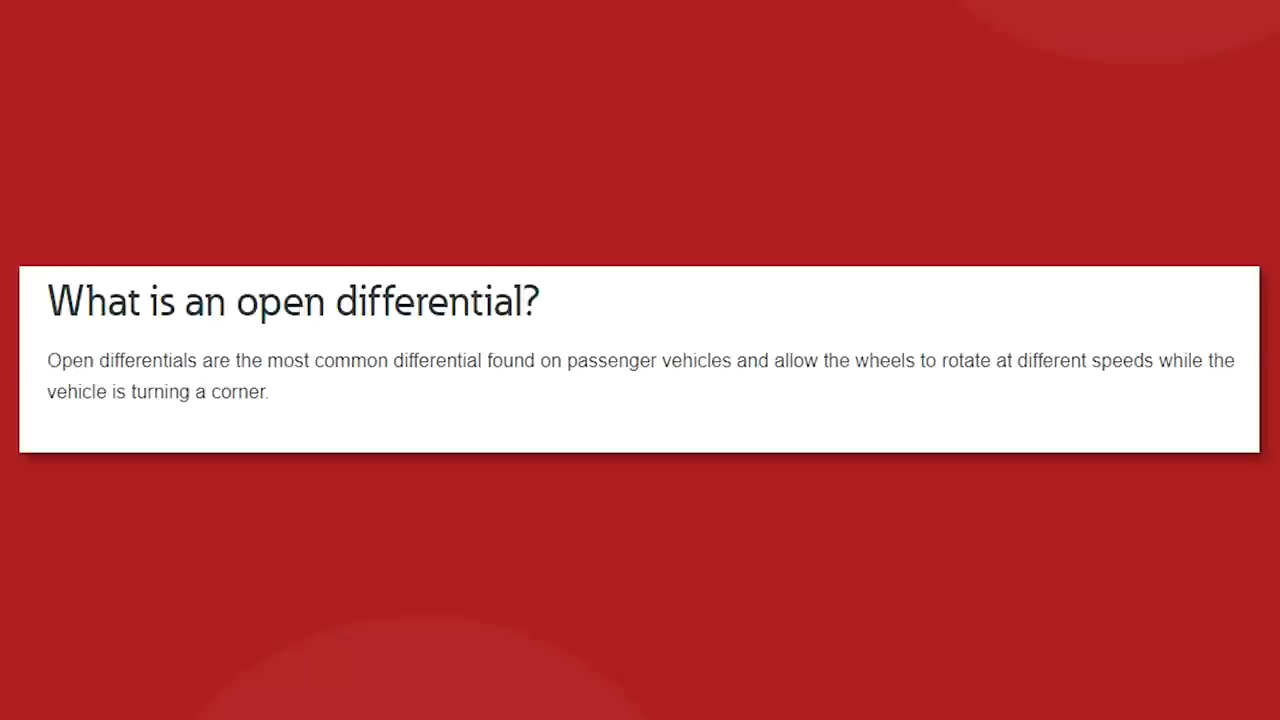 What is an open differential?
Open differentials are the most common differential found on passenger vehicles and allow the wheels to rotate at different speeds while the
vehicle is turning a corner.